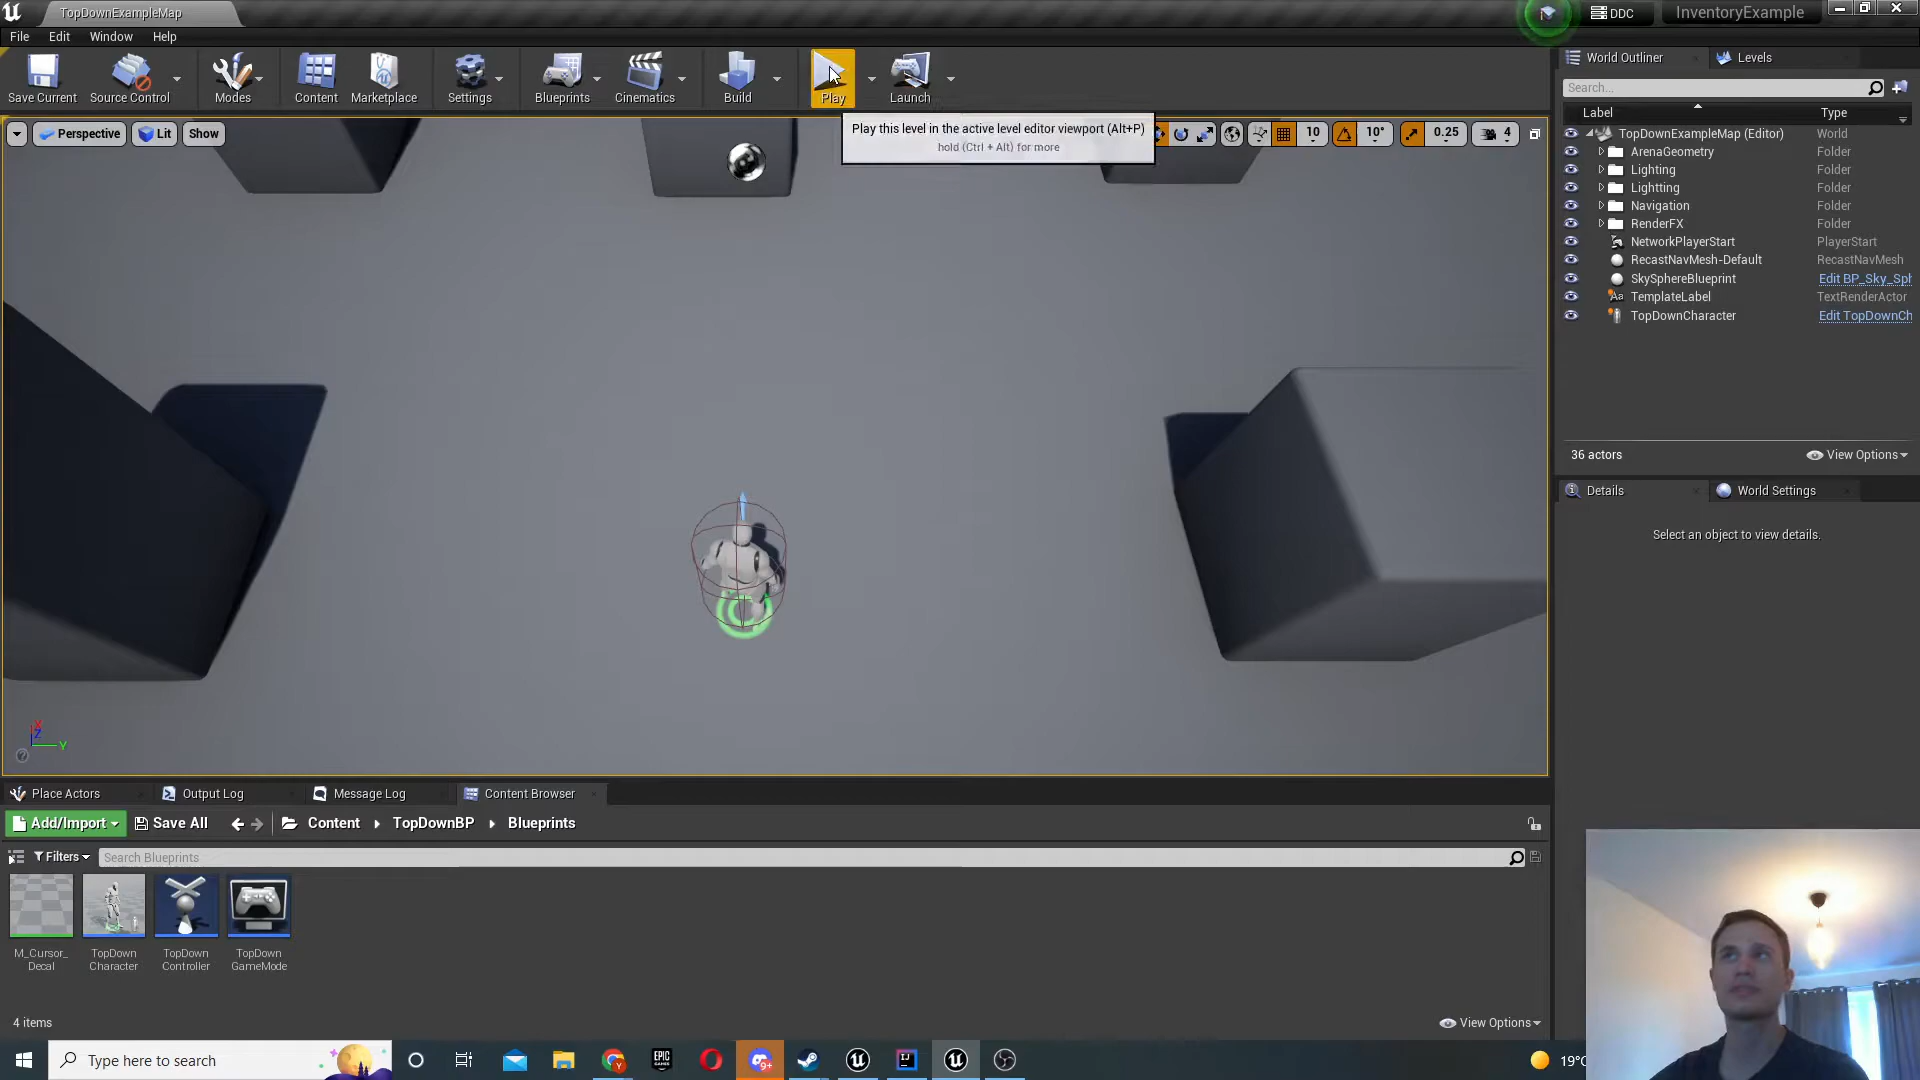 TopDownExampleMap
DDC
InventoryExample
File Edit Window Help
Save Current
Source Control
Modes
Content
Marketplace
Settings
Blueprints
Cinematics
Build
Play
Launch
Play this level in the active level editor viewport (Alt+P)
hold (Ctrl + Alt) for more
Perspective
Lit
Show
10
10°
0.25
4
X
Z
Y
World Outliner
Levels
Search...
Label Type
TopDownExampleMap (Editor) World
ArenaGeometry Folder
Lighting Folder
Lightting Folder
Navigation Folder
RenderFX Folder
NetworkPlayerStart PlayerStart
RecastNavMesh-Default RecastNavMesh
SkySphereBlueprint Edit BP_Sky_Sph
TemplateLabel TextRenderActor
TopDownCharacter Edit TopDownCh
36 actors
View Options
Details
World Settings
Select an object to view details.
Place Actors
Output Log
Message Log
Content Browser
Add/Import
Save All
Content
TopDownBP
Blueprints
Filters
Search Blueprints
M_Cursor_
Decal
TopDown
Character
TopDown
Controller
TopDown
GameMode
4 items
View Options
Type here to search
EPIC
GAMES
9+
19°